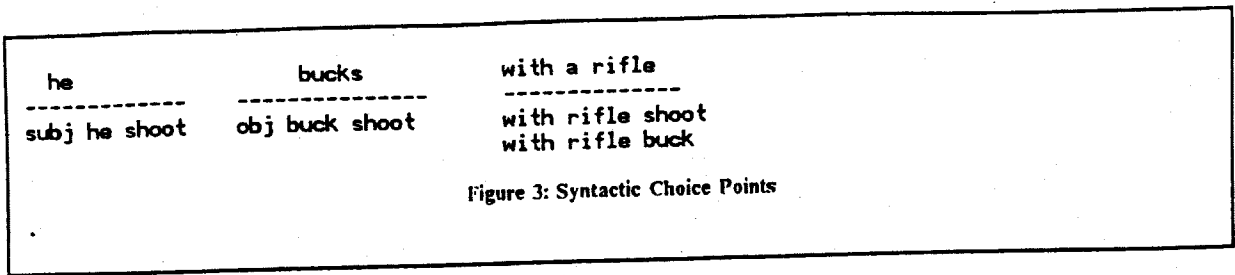 he bucks with a rifle
------------- --------------- --------------
subj he shoot obj buck shoot with rifle shoot
with rifle buck
Figure 3: Syntactic Choice Points